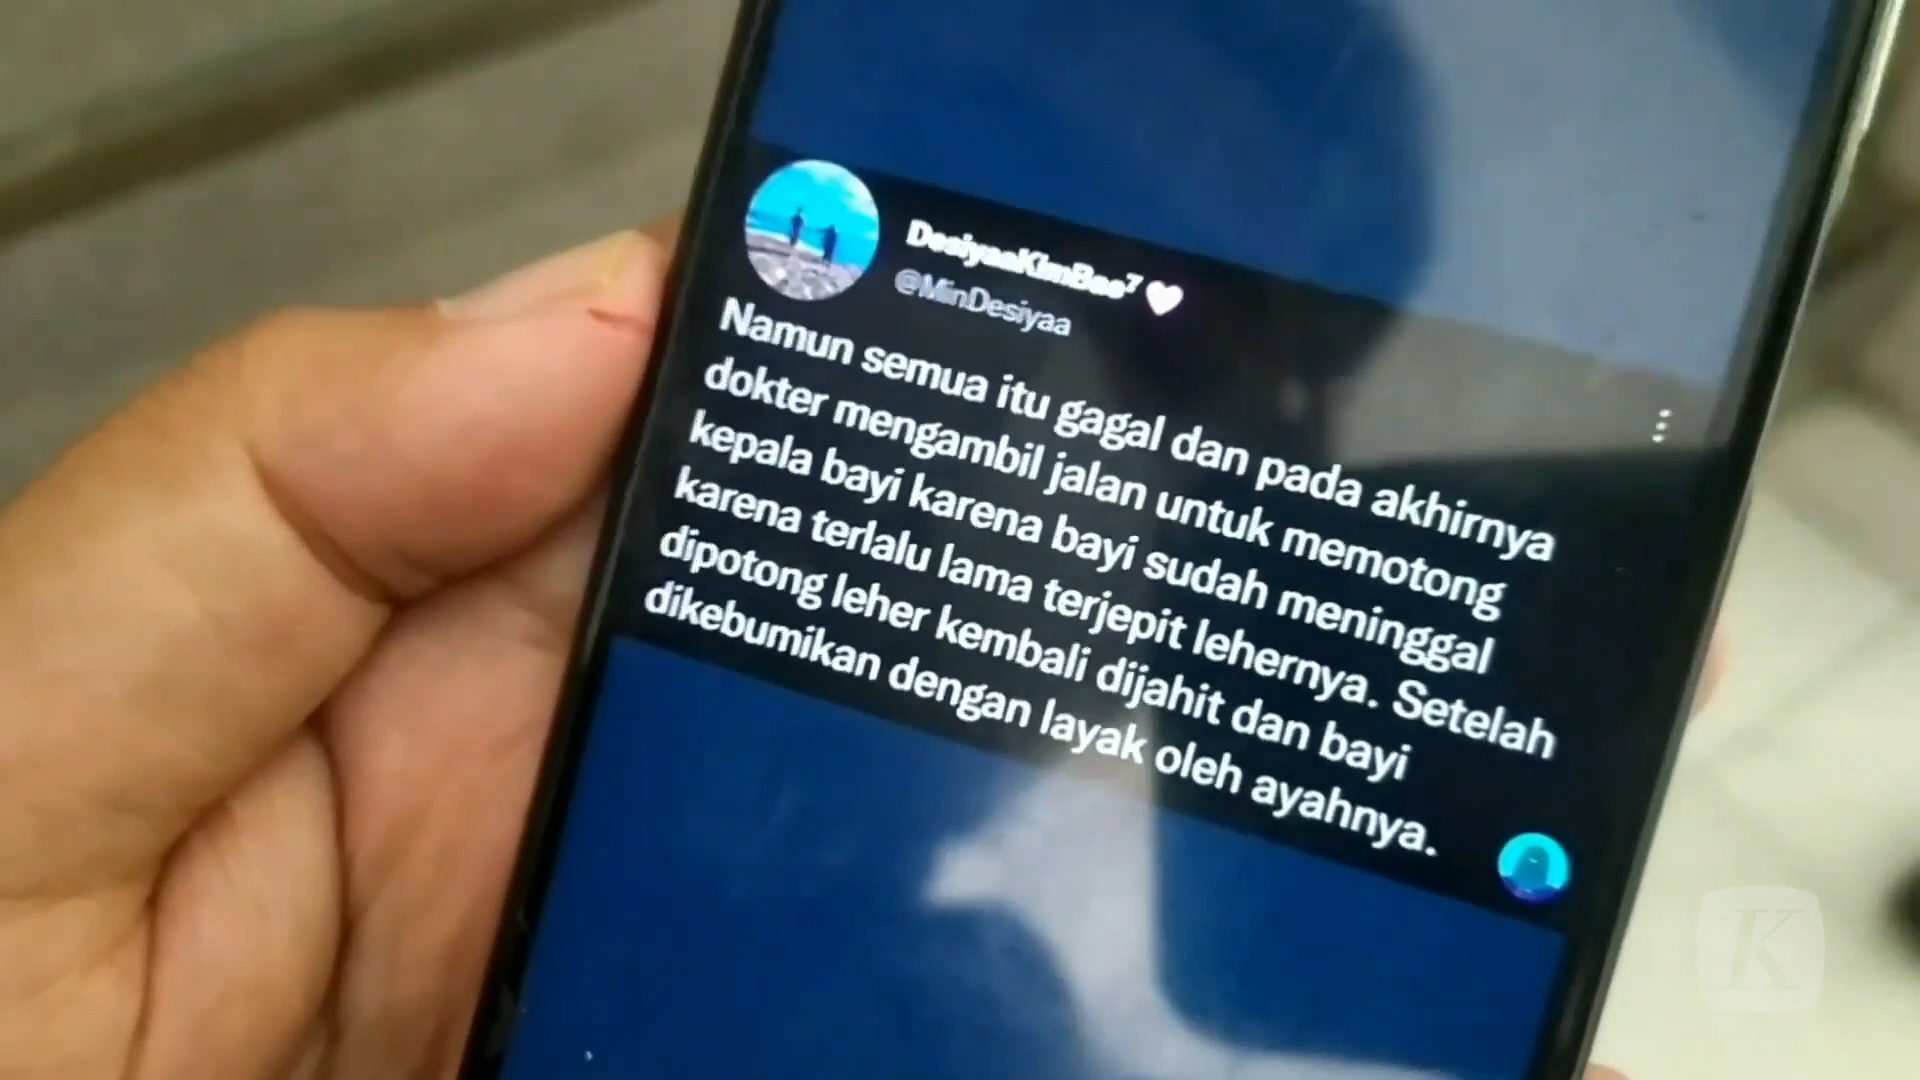 DesiyaaKimBae⁷
@MinDesiyaa
Namun semua itu gagal dan pada akhirnya
dokter mengambil jalan untuk memotong
kepala bayi karena bayi sudah meninggal
karena terlalu lama terjepit lehernya. Setelah
dipotong leher kembali dijahit dan bayi
dikebumikan dengan layak oleh ayahnya.
K